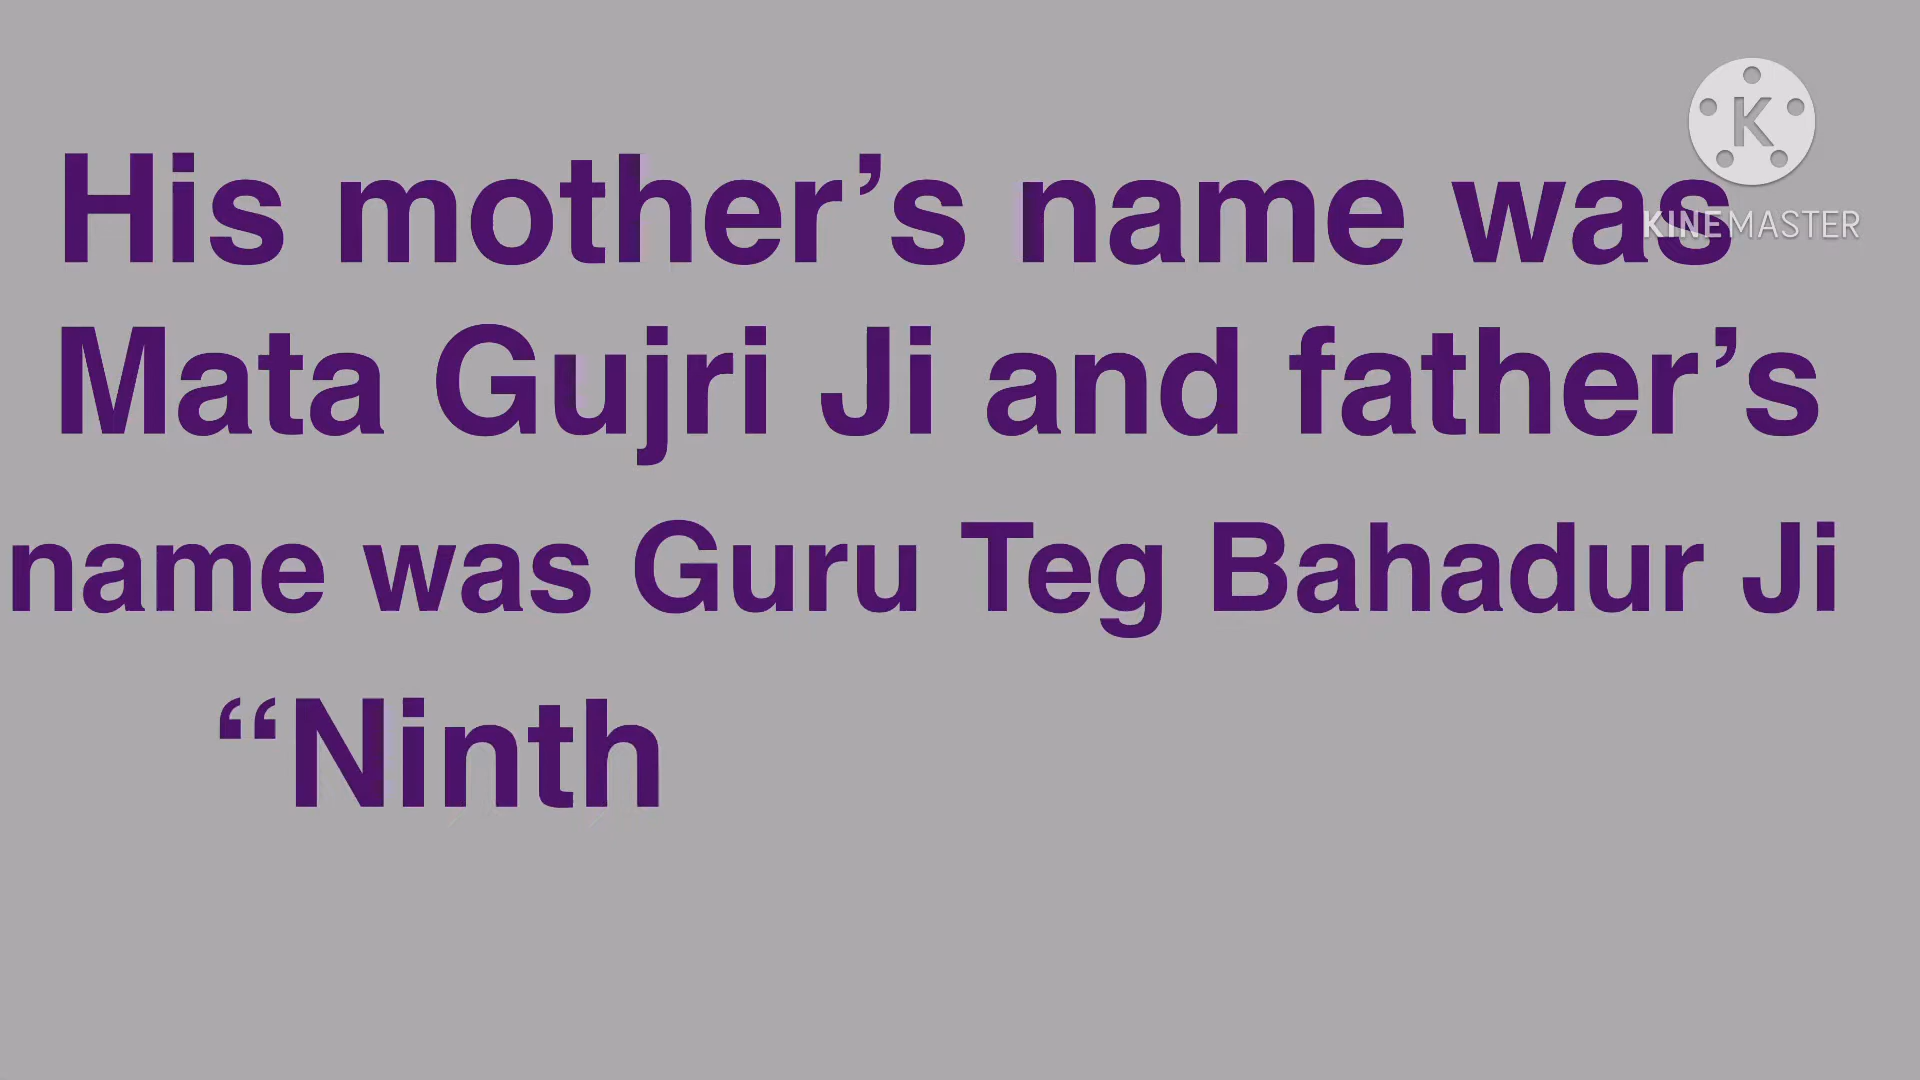 K
KINEMASTER
His mother’s name was
Mata Gujri Ji and father’s
name was Guru Teg Bahadur Ji
“Ninth